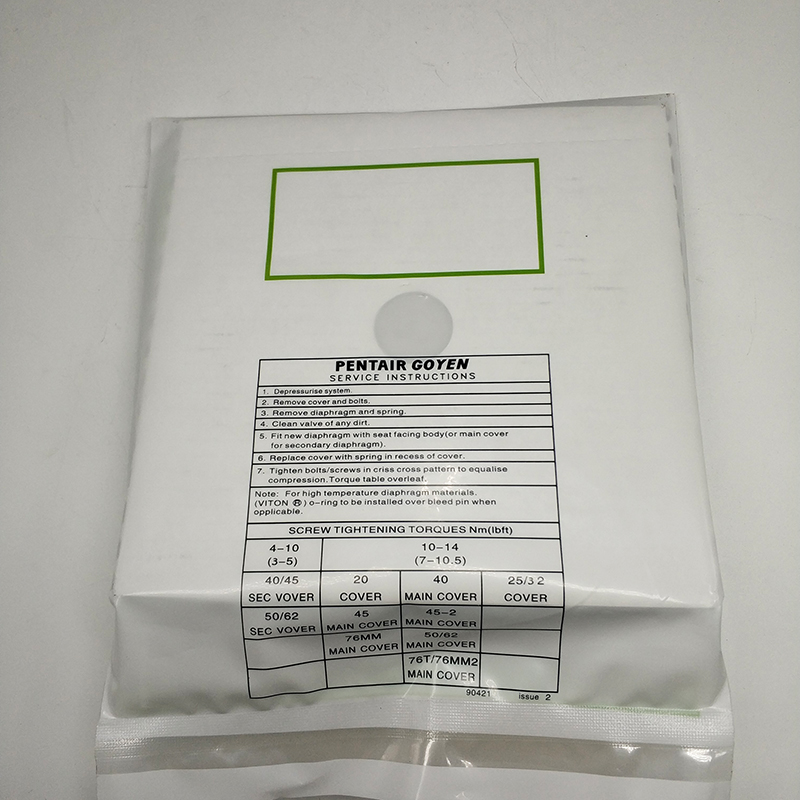 PENTAIR GOYEN
SERVICE INSTRUCTIONS
1. Depressurise system.
2. Remove cover and bolts.
3. Remove diaphragm and spring.
4. Clean valve of any dirt.
5. Fit new diaphragm with seat facing body(or main cover
for secondary diaphragm).
6. Replace cover with spring in recess of cover.
7. Tighten bolts/screws in criss cross pattern to equalise
compression. Torque table overleaf.
Note: For high temperature diaphragm materials.
(VITON ®) o-ring to be installed over bleed pin when
opplicable.
SCREW TIGHTENING TORQUES Nm(lbft)
4-10 10-14
(3-5) (7-10.5)
40/45 20 40 25/32
SEC VOVER COVER MAIN COVER COVER
50/62 45 45-2
SEC VOVER MAIN COVER MAIN COVER
76MM 50/62
MAIN COVER MAIN COVER
76T/76MM2
MAIN COVER
90421 issue 2